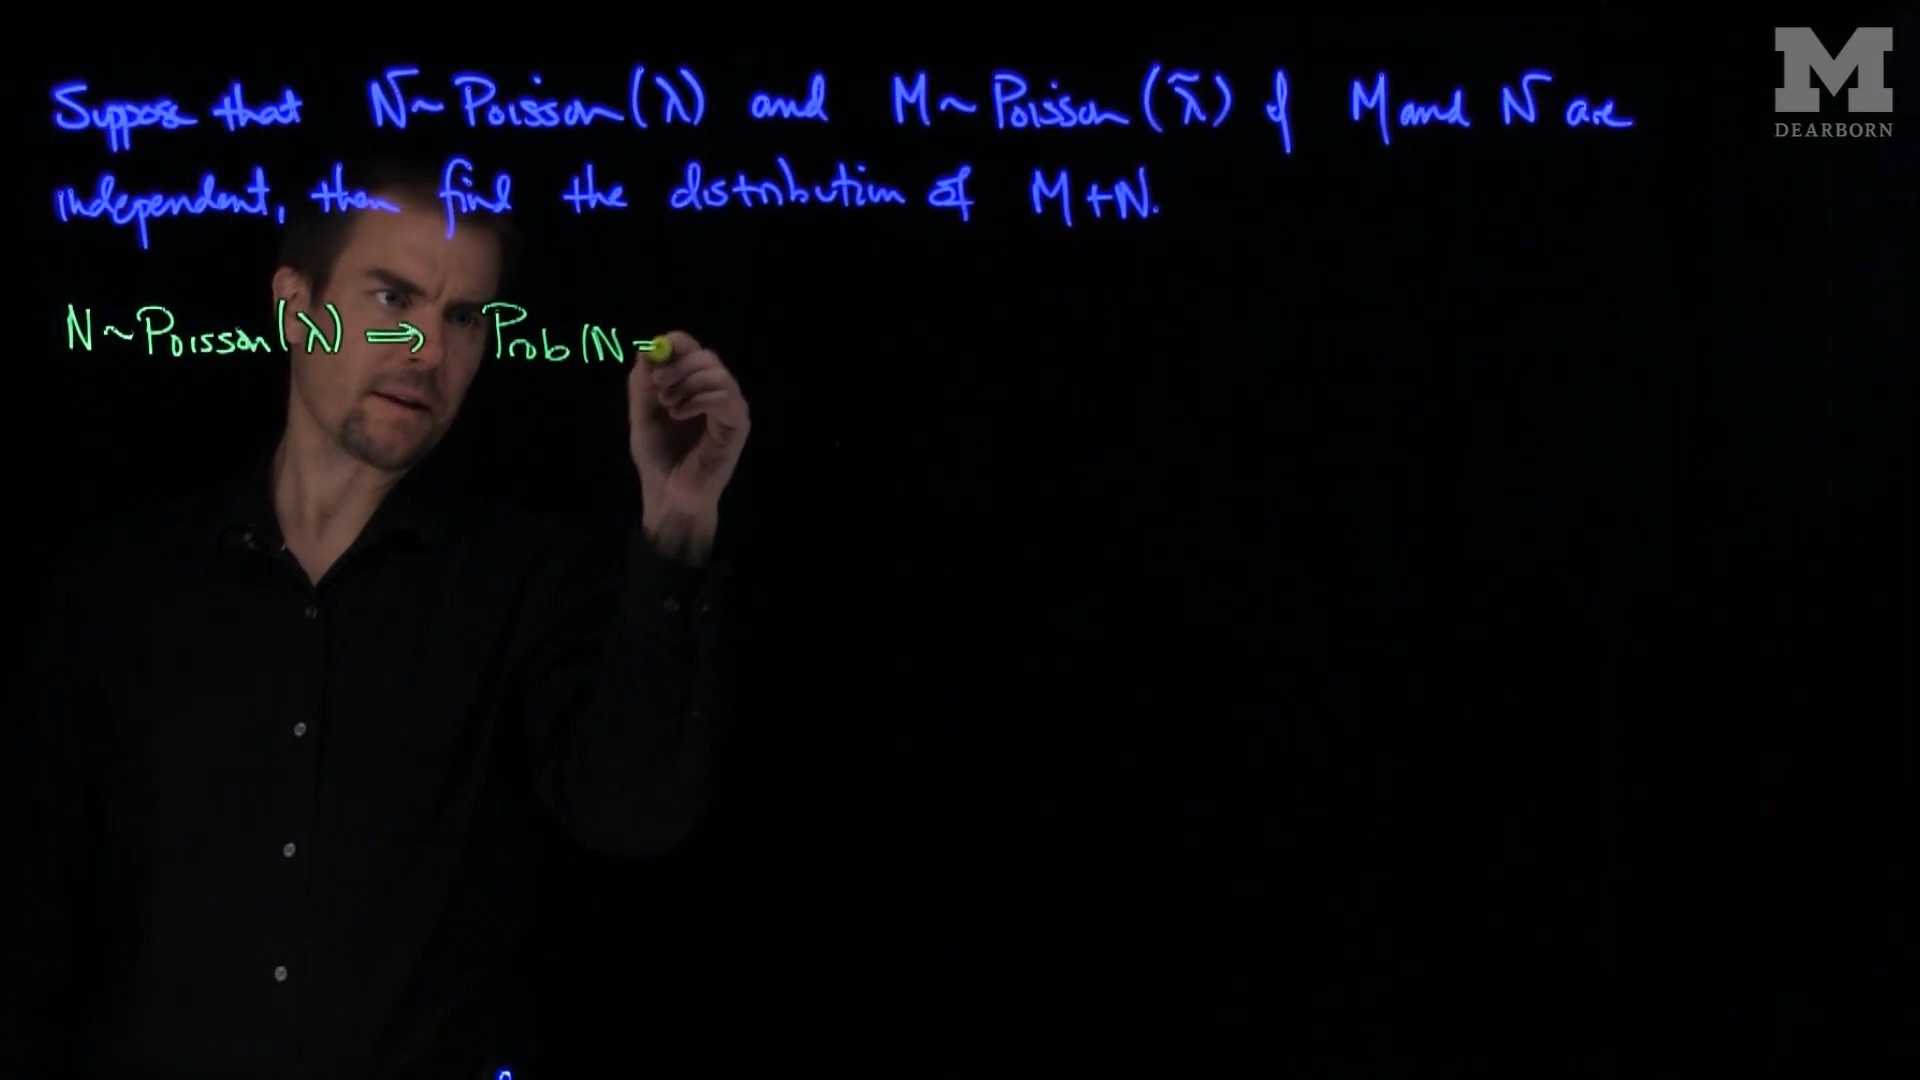 Suppose that N~Poisson(λ) and M~Poisson(λ̃) if M and N are
independent, then find the distribution of M+N.
N~Poisson(λ) ⇒ Prob(N =
M
DEARBORN